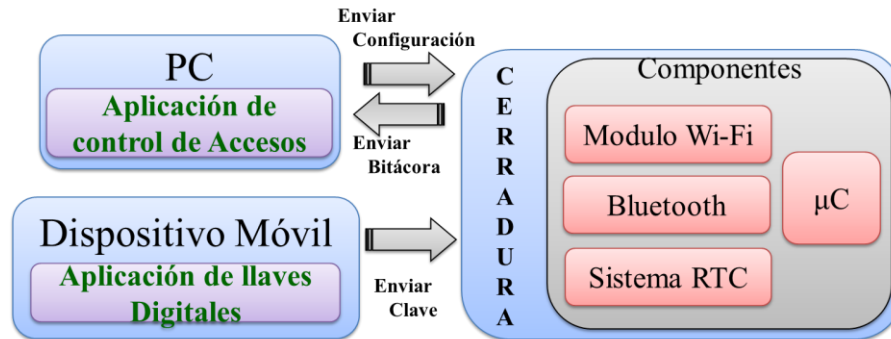 PC
Aplicación de
control de Accesos
Enviar
Configuración
Enviar
Bitácora
Dispositivo Móvil
Aplicación de llaves
Digitales
Enviar
Clave
CERRADURA
Componentes
Modulo Wi-Fi
Bluetooth
Sistema RTC
μC